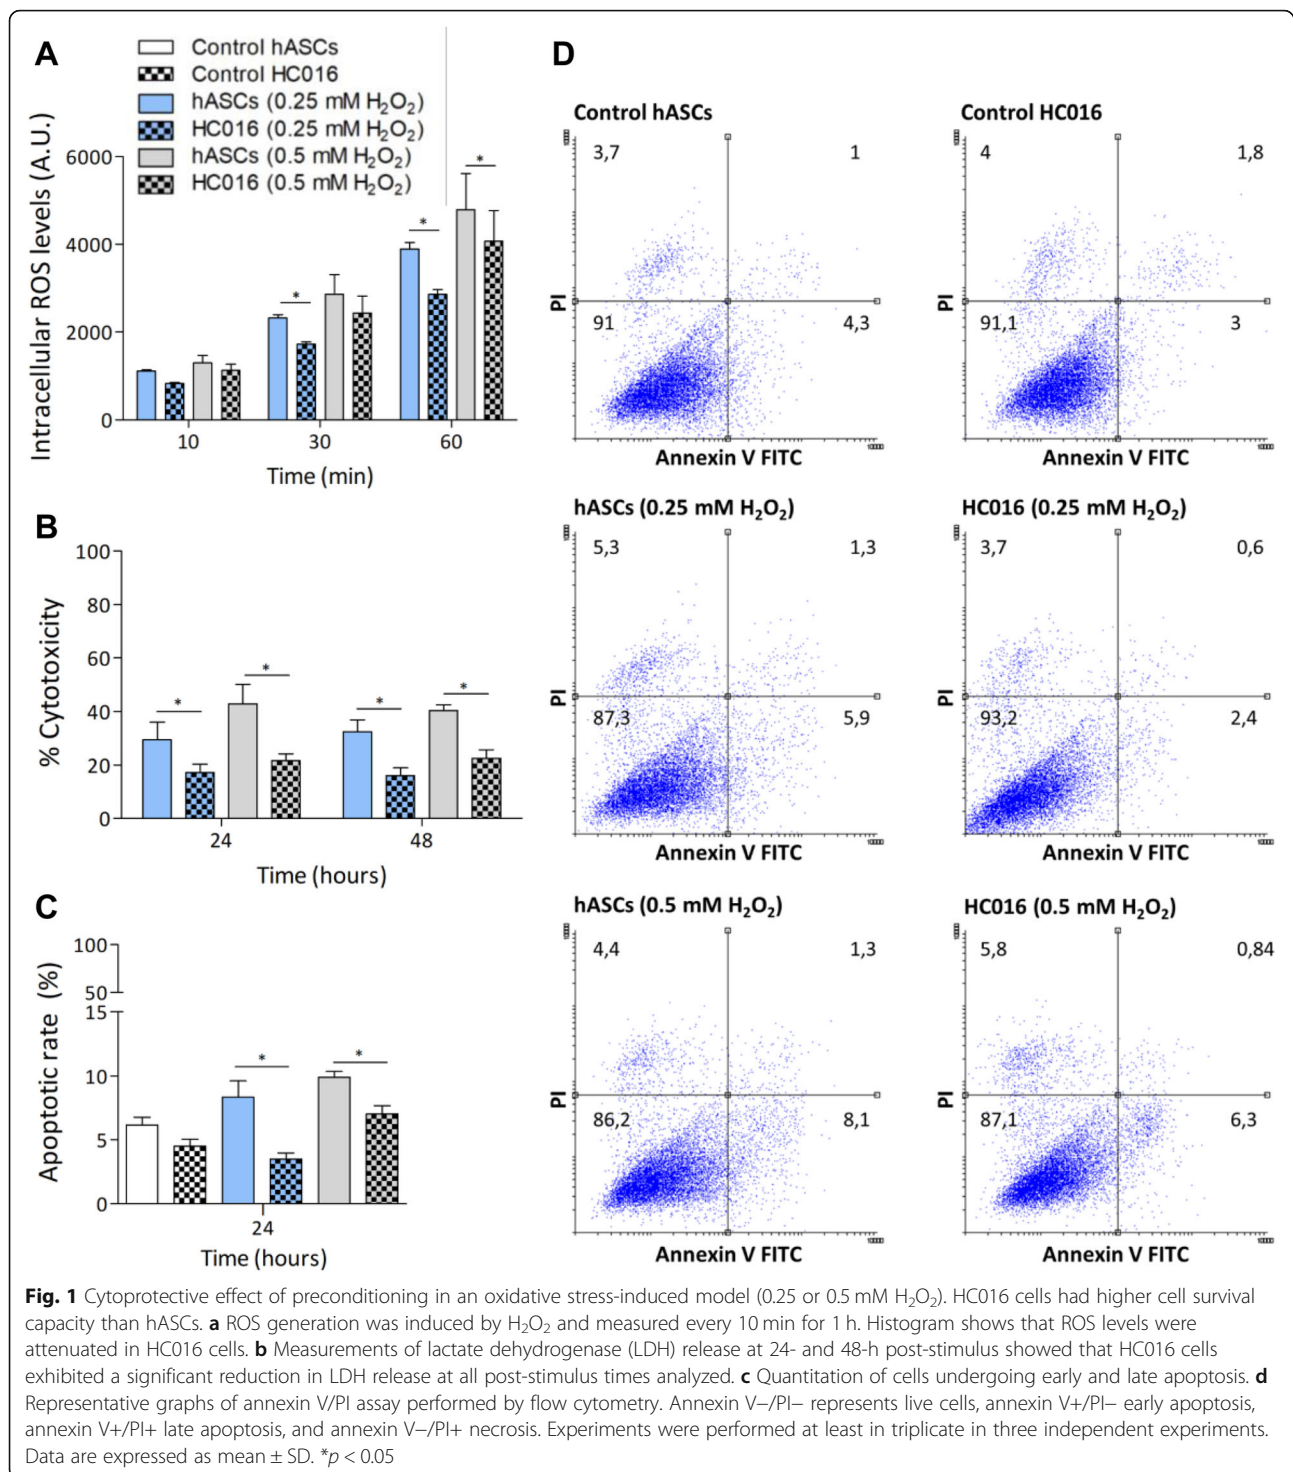 A
Control hASCs
Control HC016
hASCs (0.25 mM H₂O₂)
HC016 (0.25 mM H₂O₂)
hASCs (0.5 mM H₂O₂)
HC016 (0.5 mM H₂O₂)
Intracellular ROS levels (A.U.)
6000
4000
2000
0
* * *
10 30 60
Time (min)
B
% Cytotoxicity
100
80
60
40
20
0
* * * *
24 48
Time (hours)
C
Apoptotic rate (%)
100
50
15
10
5
0
* *
24
Time (hours)
D
Control hASCs
3,7 1
91 4,3
PI
10000
Annexin V FITC
Control HC016
4 1,8
91,1 3
PI
10000
Annexin V FITC
hASCs (0.25 mM H₂O₂)
5,3 1,3
87,3 5,9
PI
10000
Annexin V FITC
HC016 (0.25 mM H₂O₂)
3,7 0,6
93,2 2,4
PI
10000
Annexin V FITC
hASCs (0.5 mM H₂O₂)
4,4 1,3
86,2 8,1
PI
10000
Annexin V FITC
HC016 (0.5 mM H₂O₂)
5,8 0,84
87,1 6,3
PI
10000
Annexin V FITC
Fig. 1 Cytoprotective effect of preconditioning in an oxidative stress-induced model (0.25 or 0.5 mM H₂O₂). HC016 cells had higher cell survival
capacity than hASCs. a ROS generation was induced by H₂O₂ and measured every 10 min for 1 h. Histogram shows that ROS levels were
attenuated in HC016 cells. b Measurements of lactate dehydrogenase (LDH) release at 24- and 48-h post-stimulus showed that HC016 cells
exhibited a significant reduction in LDH release at all post-stimulus times analyzed. c Quantitation of cells undergoing early and late apoptosis. d
Representative graphs of annexin V/PI assay performed by flow cytometry. Annexin V−/PI− represents live cells, annexin V+/PI− early apoptosis,
annexin V+/PI+ late apoptosis, and annexin V−/PI+ necrosis. Experiments were performed at least in triplicate in three independent experiments.
Data are expressed as mean ± SD. *p < 0.05